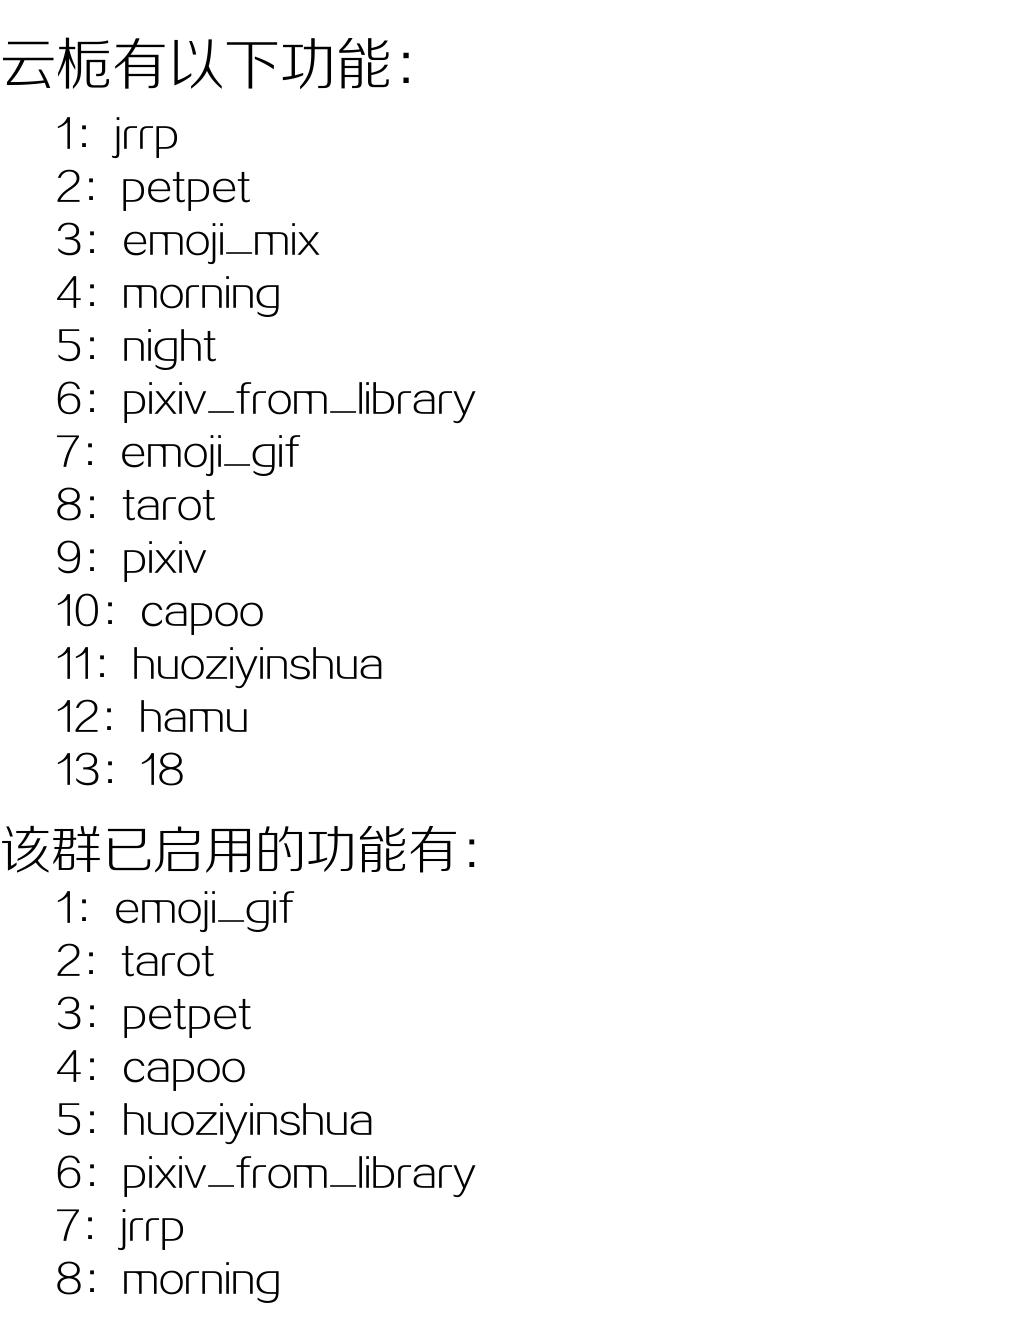 云栀有以下功能：
1：jrrp
2：petpet
3：emoji_mix
4：morning
5：night
6：pixiv_from_library
7：emoji_gif
8：tarot
9：pixiv
10：capoo
11：huoziyinshua
12：hamu
13：18
该群已启用的功能有：
1：emoji_gif
2：tarot
3：petpet
4：capoo
5：huoziyinshua
6：pixiv_from_library
7：jrrp
8：morning